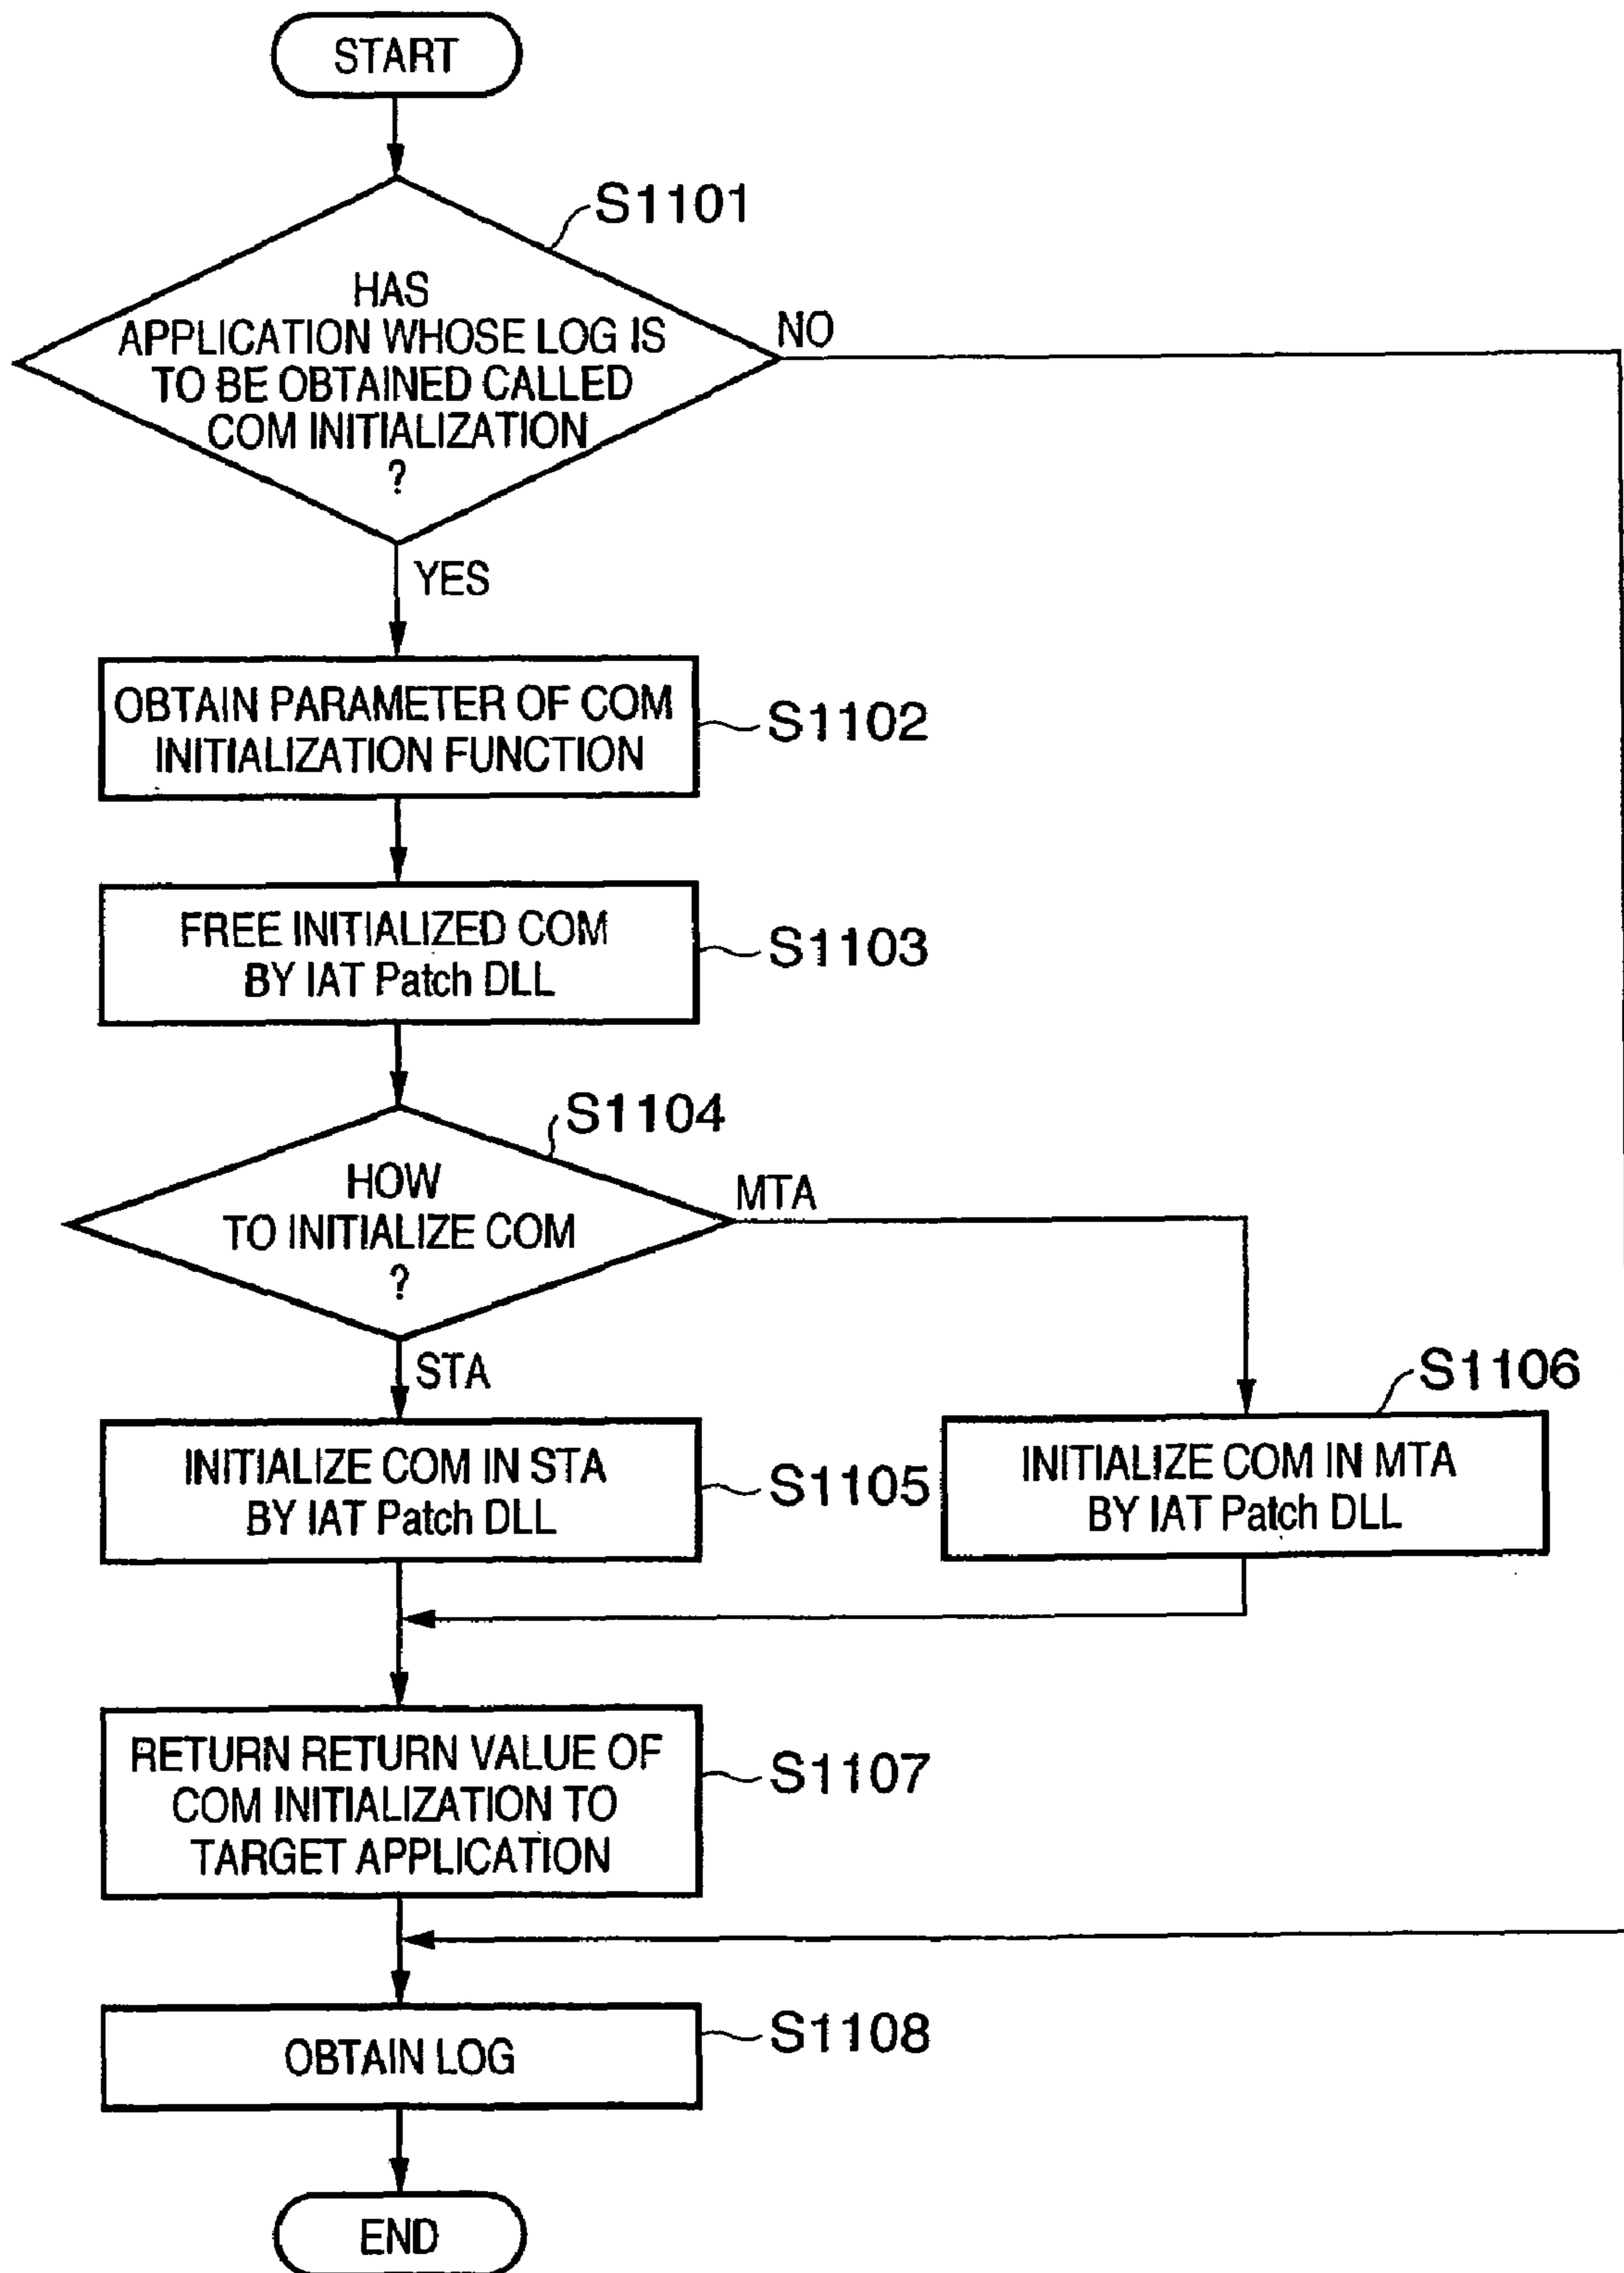 START
S1101
HAS
APPLICATION WHOSE LOG IS
TO BE OBTAINED CALLED
COM INITIALIZATION
?
NO
YES
OBTAIN PARAMETER OF COM
INITIALIZATION FUNCTION
S1102
FREE INITIALIZED COM
BY IAT Patch DLL
S1103
S1104
HOW
TO INITIALIZE COM
?
MTA
STA
INITIALIZE COM IN STA
BY IAT Patch DLL
S1105
S1106
INITIALIZE COM IN MTA
BY IAT Patch DLL
RETURN RETURN VALUE OF
COM INITIALIZATION TO
TARGET APPLICATION
S1107
OBTAIN LOG
S1108
END